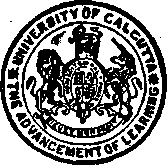 UNIVERSITY OF CALCUTTA
THE ADVANCEMENT OF LEARNING